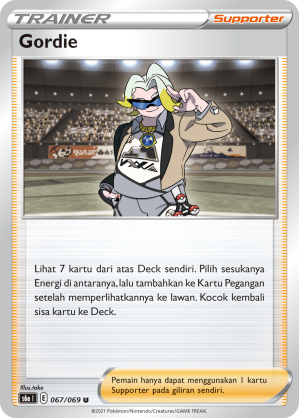 TRAINER Supporter
Gordie
Lihat 7 kartu dari atas Deck sendiri. Pilih sesukanya
Energi di antaranya, lalu tambahkan ke Kartu Pegangan
setelah memperlihatkannya ke lawan. Kocok kembali
sisa kartu ke Deck.
Illus.take
E 067/069 U
Pemain hanya dapat menggunakan 1 kartu
Supporter pada giliran sendiri.
©2021 Pokémon/Nintendo/Creatures/GAME FREAK.